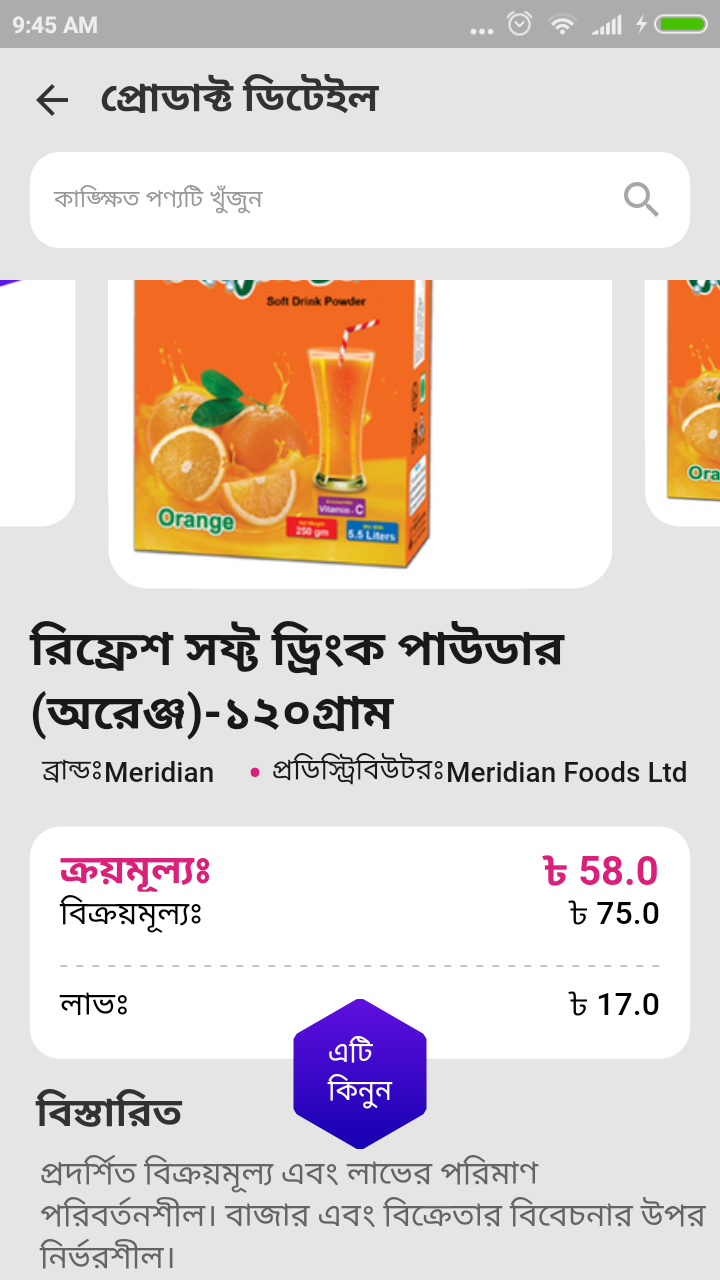 9:45 AM
প্রোডাক্ট ডিটেইল
কাঙ্ক্ষিত পণ্যটি খুঁজুন
Soft Drink Powder
Orange
Vitamin - C
250 gm
5.5 Liters
Ora
রিফ্রেশ সফ্ট ড্রিংক পাউডার
(অরেঞ্জ)-১২০গ্রাম
ব্রান্ডঃMeridian • প্রডিস্ট্রিবিউটরঃMeridian Foods Ltd
ক্রয়মূল্যঃ ৳ 58.0
বিক্রয়মূল্যঃ ৳ 75.0
লাভঃ ৳ 17.0
এটি
কিনুন
বিস্তারিত
প্রদর্শিত বিক্রয়মূল্য এবং লাভের পরিমাণ
পরিবর্তনশীল। বাজার এবং বিক্রেতার বিবেচনার উপর
নির্ভরশীল।